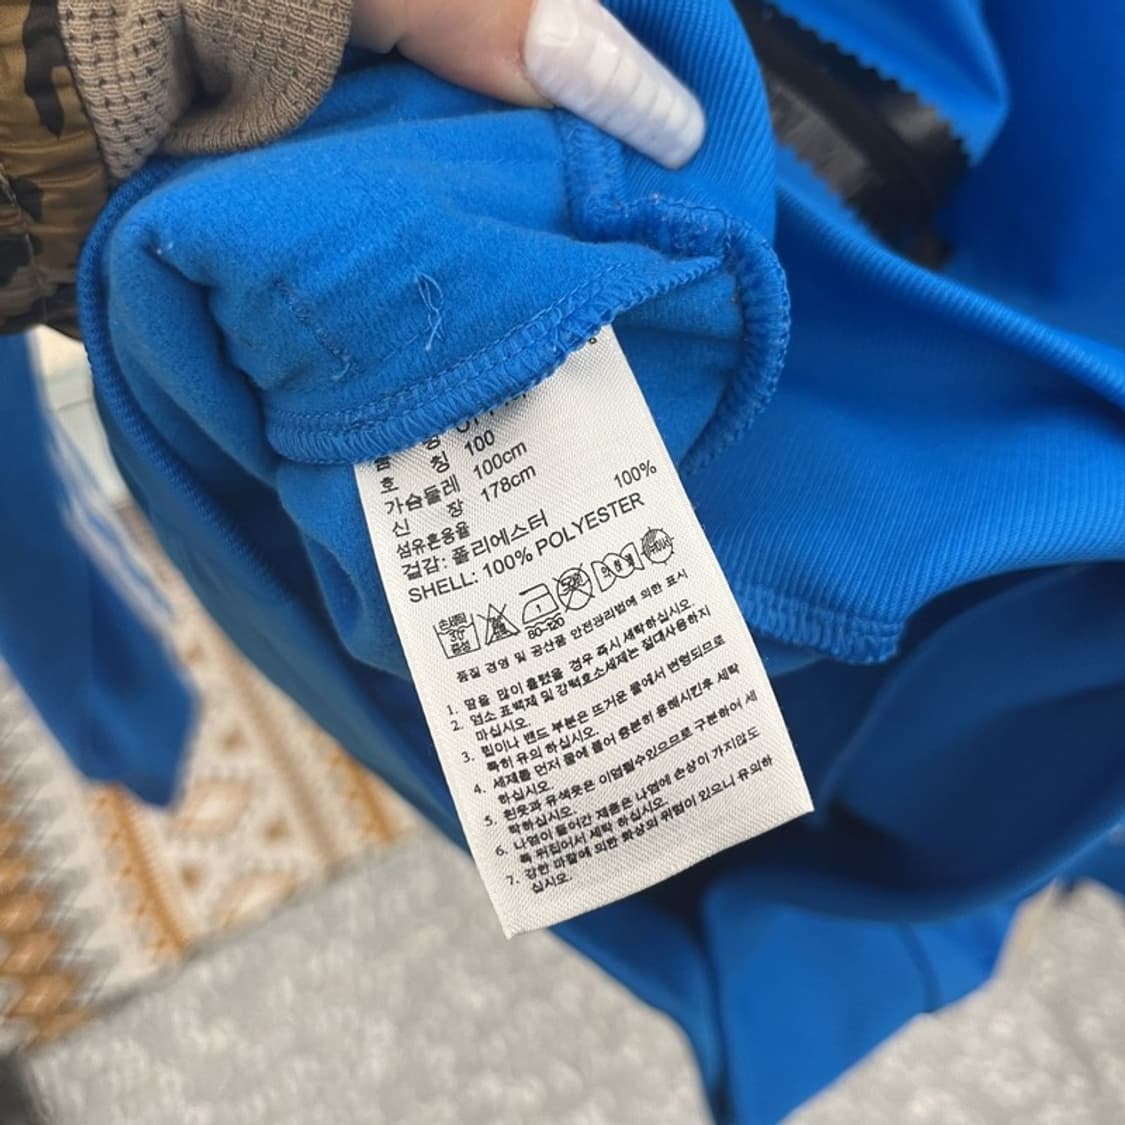 호 칭 100
가슴둘레 100cm
신 장 178cm
섬유혼용율
겉감: 폴리에스터 100%
SHELL: 100% POLYESTER
손세탁
30°
중성
80~120
품질 경영 및 공산품 안전관리법에 의한 표시
1. 땀을 많이 흘렸을 경우 즉시 세탁하십시오.
2. 염소 표백제 및 강력효소세제는 절대사용하지
마십시오.
3. 립이나 밴드 부분은 뜨거운 물에서 변형되므로
특히 유의 하십시오.
4. 세제를 먼저 물에 풀어 충분히 용해시킨후 세탁
하십시오
5. 흰옷과 유색옷은 이염될수있으므로 구분하여 세
탁하십시오.
6. 나염이 들어간 제품은 나염에 손상이 가지않도
록 뒤집어서 세탁 하십시오.
7. 강한 마찰에 의한 화상의 위험이 있으니 유의하
십시오.